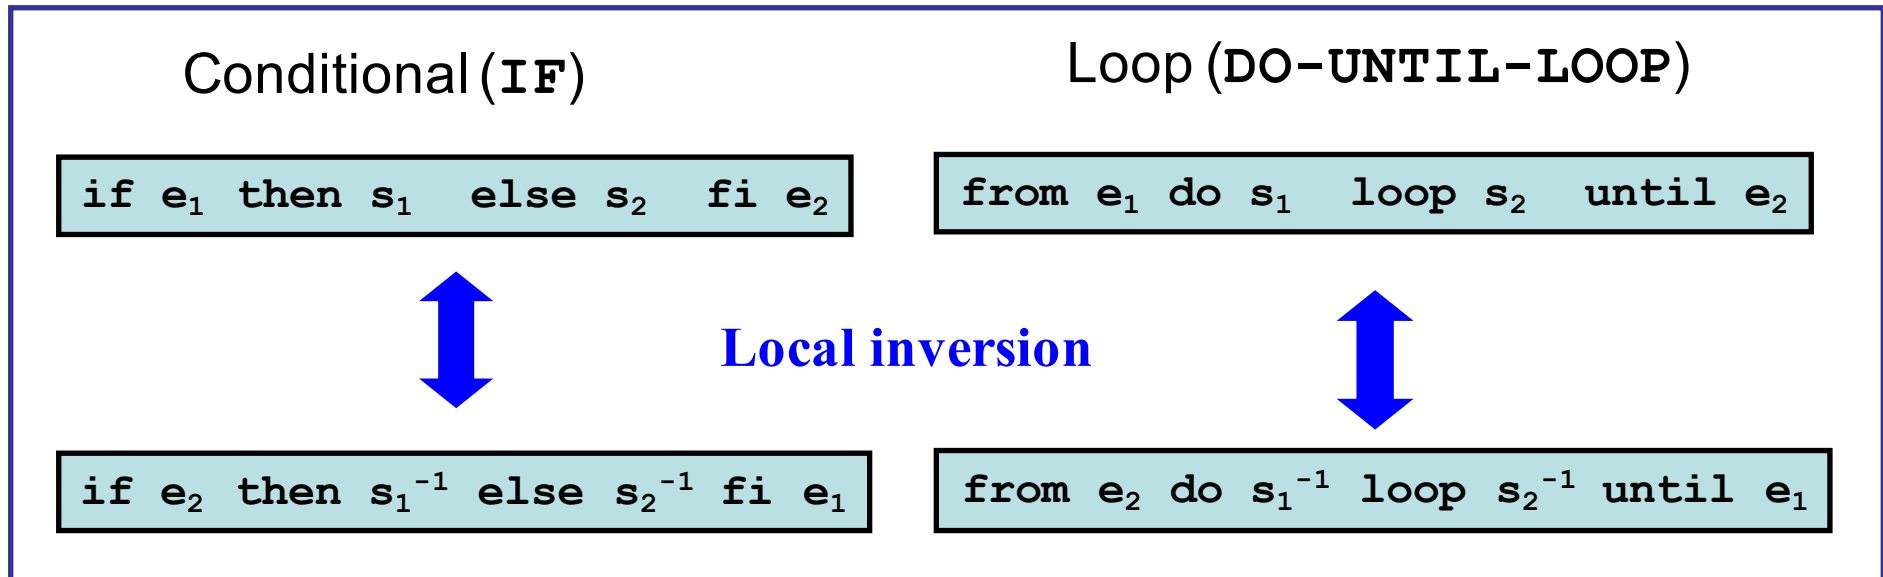 Conditional (IF)
Loop (DO-UNTIL-LOOP)
if e₁ then s₁ else s₂ fi e₂
from e₁ do s₁ loop s₂ until e₂
Local inversion
if e₂ then s₁⁻¹ else s₂⁻¹ fi e₁
from e₂ do s₁⁻¹ loop s₂⁻¹ until e₁